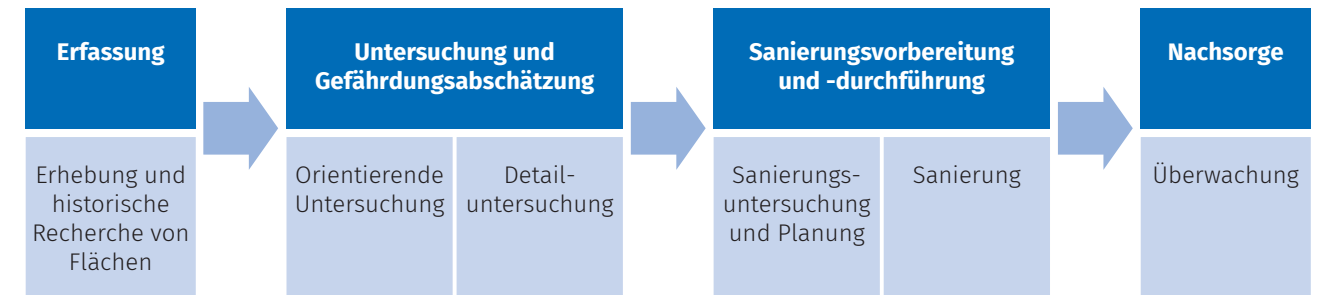 Erfassung
Untersuchung und
Gefährdungsabschätzung
Sanierungsvorbereitung
und -durchführung
Nachsorge
Erhebung und
historische
Recherche von
Flächen
Orientierende
Untersuchung
Detail-
untersuchung
Sanierungs-
untersuchung
und Planung
Sanierung
Überwachung